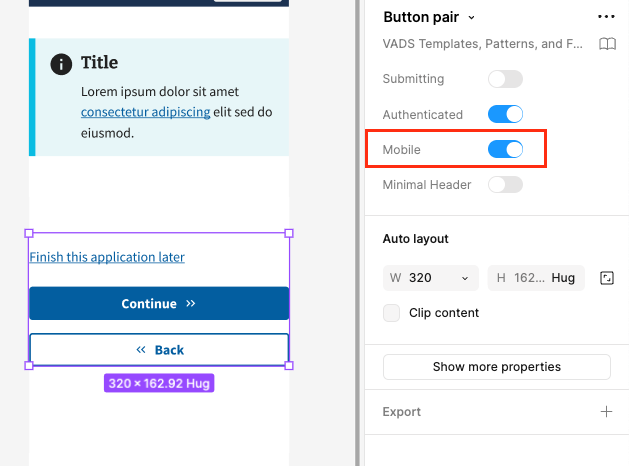 Title
Lorem ipsum dolor sit amet
consectetur adipiscing elit sed do
eiusmod.
Finish this application later
Continue
Back
320 × 162.92 Hug
Button pair
VADS Templates, Patterns, and F...
Submitting
Authenticated
Mobile
Minimal Header
Auto layout
W 320
H 162... Hug
Clip content
Show more properties
Export